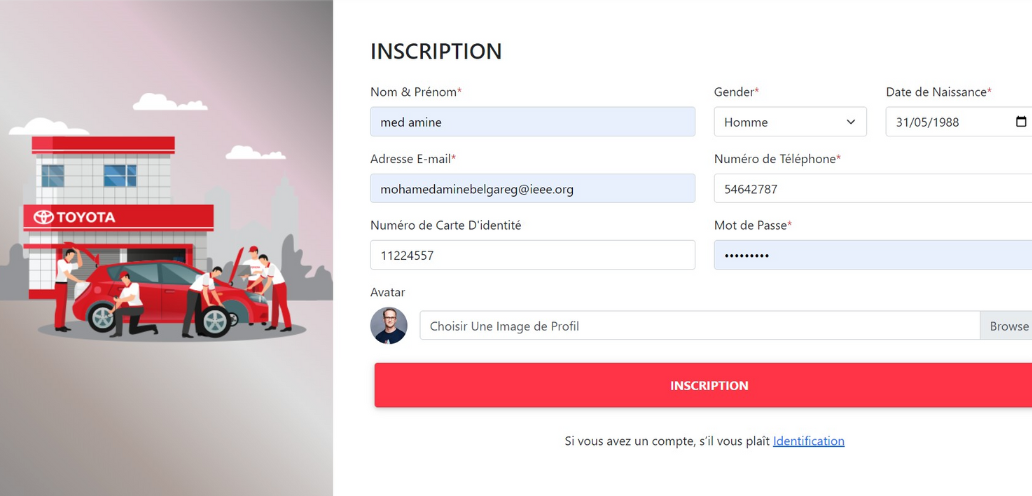 INSCRIPTION
Nom & Prénom* Gender* Date de Naissance*
med amine Homme 31/05/1988
Adresse E-mail* Numéro de Téléphone*
mohamedaminebelgareg@ieee.org 54642787
Numéro de Carte D'identité Mot de Passe*
11224557 •••••••••
Avatar
Choisir Une Image de Profil Browse
INSCRIPTION
Si vous avez un compte, s'il vous plaît Identification
TOYOTA